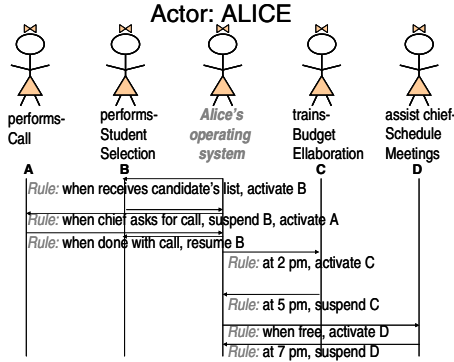 Actor: ALICE
performs-
Call
performs-
Student
Selection
Alice's
operating
system
trains-
Budget
Ellaboration
assist chief-
Schedule
Meetings
A
B
C
D
Rule: when receives candidate's list, activate B
Rule: when chief asks for call, suspend B, activate A
Rule: when done with call, resume B
Rule: at 2 pm, activate C
Rule: at 5 pm, suspend C
Rule: when free, activate D
Rule: at 7 pm, suspend D